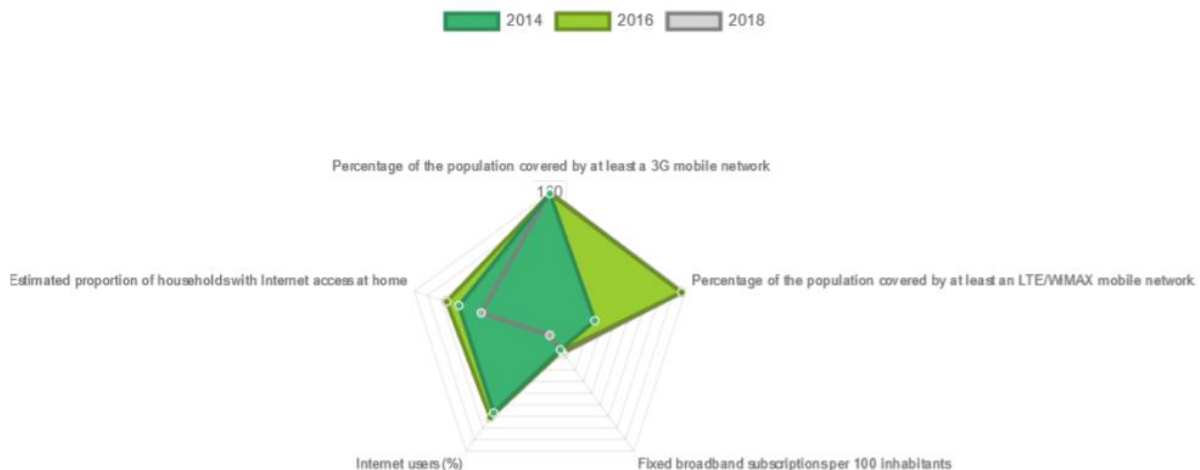 2014 2016 2018
Percentage of the population covered by at least a 3G mobile network
100
Estimated proportion of households with Internet access at home
Percentage of the population covered by at least an LTE/WiMAX mobile network
Internet users (%)
Fixed broadband subscriptions per 100 inhabitants